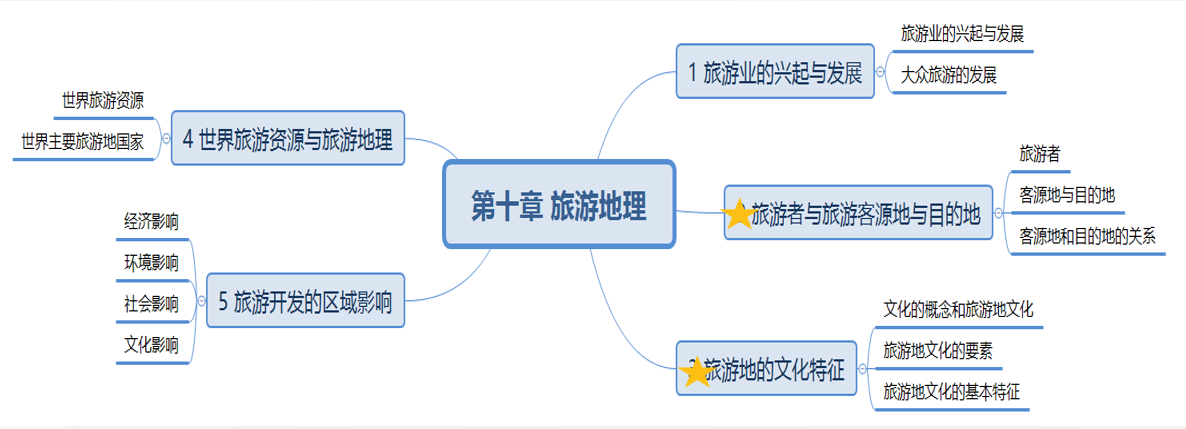 第十章 旅游地理
1 旅游业的兴起与发展
旅游业的兴起与发展
大众旅游的发展
旅游者与旅游客源地与目的地
旅游者
客源地与目的地
客源地和目的地的关系
旅游地的文化特征
文化的概念和旅游地文化
旅游地文化的要素
旅游地文化的基本特征
4 世界旅游资源与旅游地理
世界旅游资源
世界主要旅游地国家
5 旅游开发的区域影响
经济影响
环境影响
社会影响
文化影响